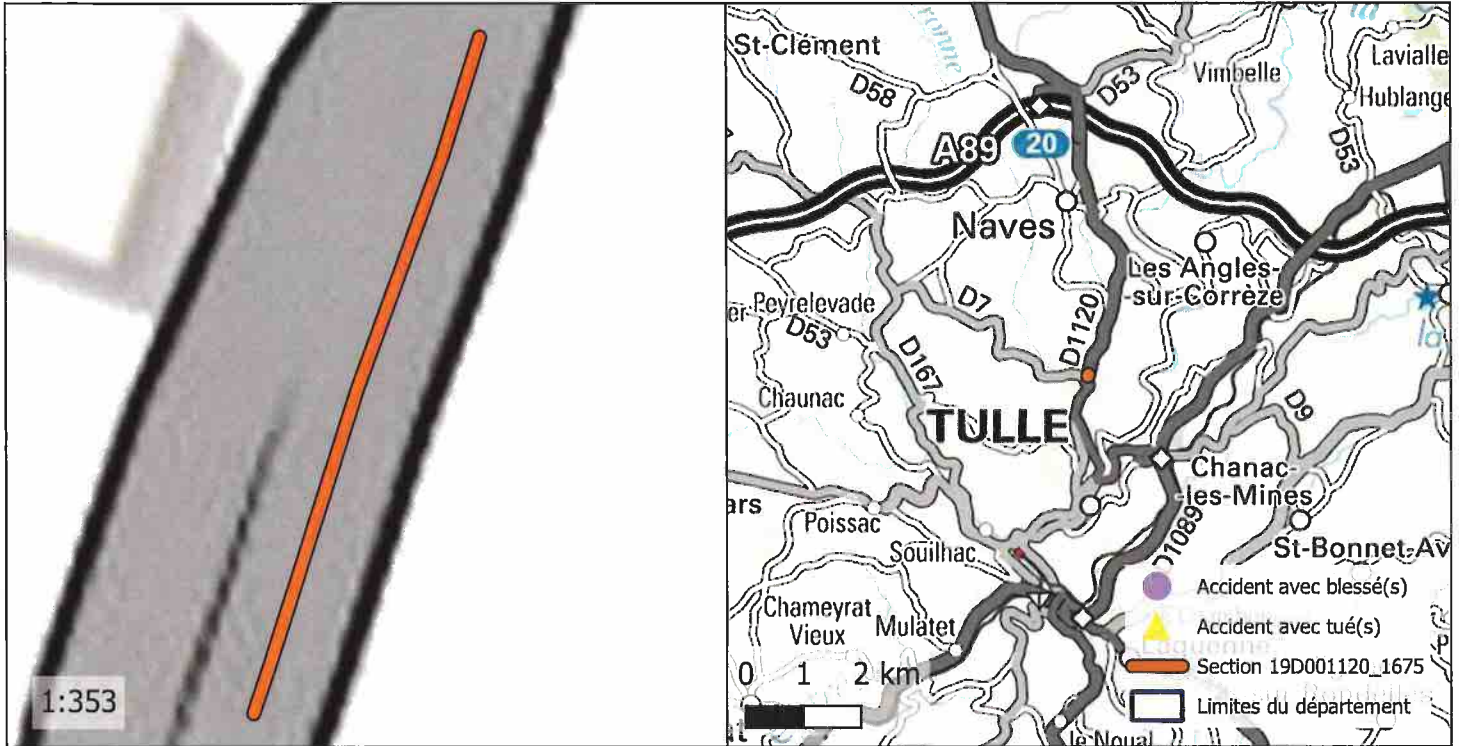 1:353
St-Clément
D58
D53
Vimbelle
Lavialle
Hublange
D53
A89
20
Naves
Les Angles-
-sur-Corrèze
Peyrelevade
D53
D7
D1120
D167
Chaunac
TULLE
D9
Chanac-
-les-Mines
Poissac
Souilhac
D1089
St-Bonnet-Av
Chameyrat
Vieux
Mulatet
0 1 2 km
le Noual
Accident avec blessé(s)
Accident avec tué(s)
Section 19D001120_1675
Limites du département